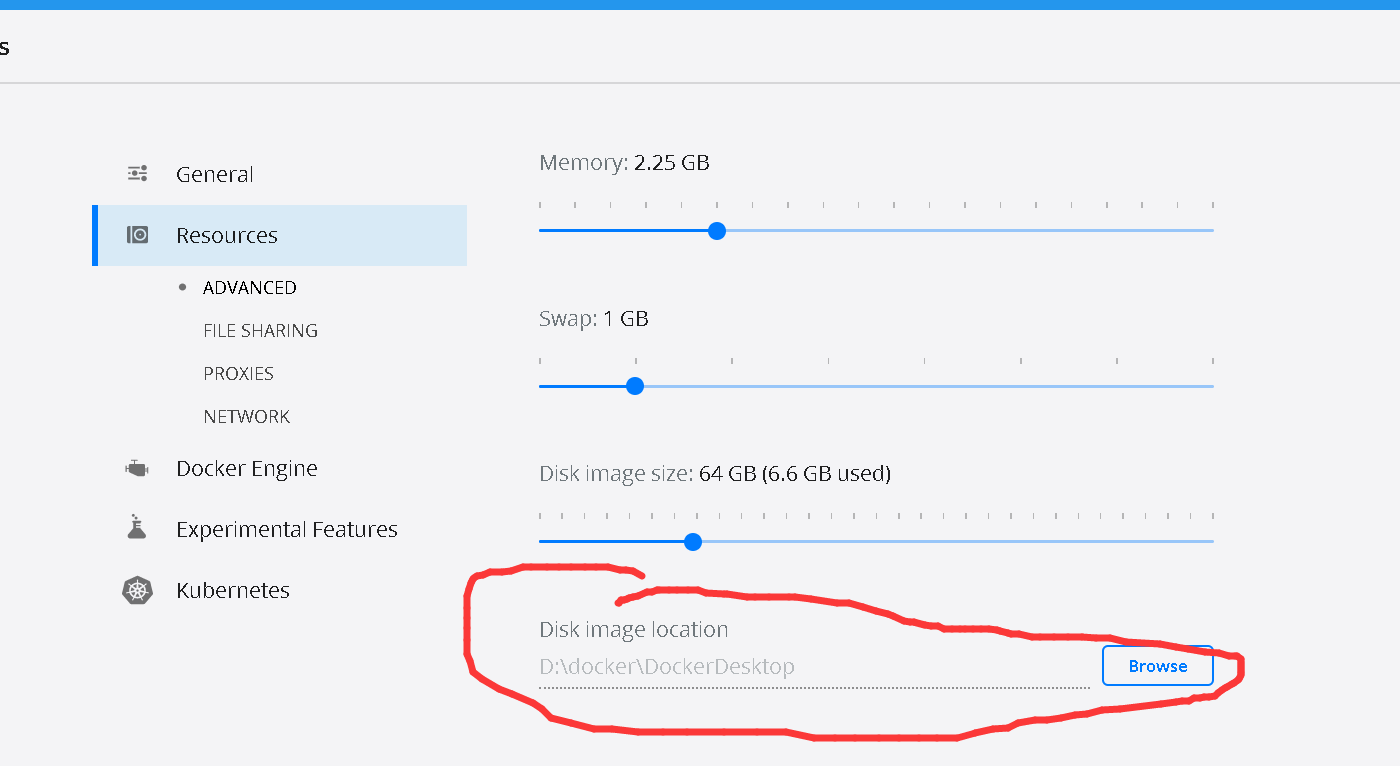 s
General
Resources
ADVANCED
FILE SHARING
PROXIES
NETWORK
Docker Engine
Experimental Features
Kubernetes
Memory: 2.25 GB
Swap: 1 GB
Disk image size: 64 GB (6.6 GB used)
Disk image location
D:\docker\DockerDesktop
Browse